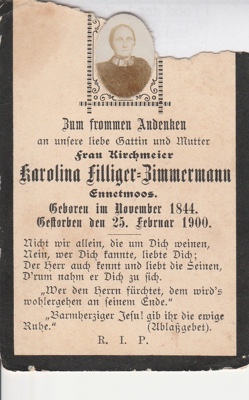 Zum frommen Andenken
an unsere liebe Gattin und Mutter
Frau Kirchmeier
Karolina Filliger-Zimmermann
Ennetmoos.
Geboren im November 1844.
Gestorben den 25. Februar 1900.
Nicht wir allein, die um Dich weinen,
Nein, wer Dich kannte, liebte Dich;
Der Herr auch kennt und liebt die Seinen,
D'rum nahm er Dich zu sich.
„Wer den Herrn fürchtet, dem wird's
wohlergehen an seinem Ende."
„Barmherziger Jesu! gib ihr die ewige
Ruhe." (Ablaßgebet).
R. I. P.